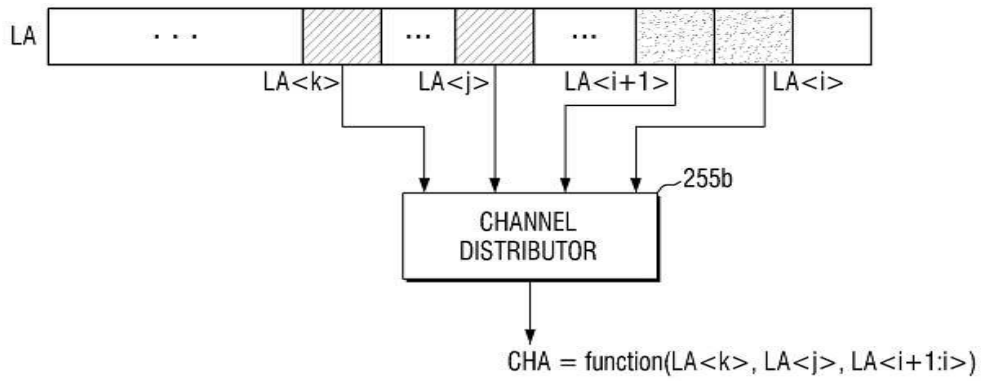 LA
. . . ... ...
LA<k> LA<j> LA<i+1> LA<i>
255b
CHANNEL
DISTRIBUTOR
CHA = function(LA<k>, LA<j>, LA<i+1:i>)